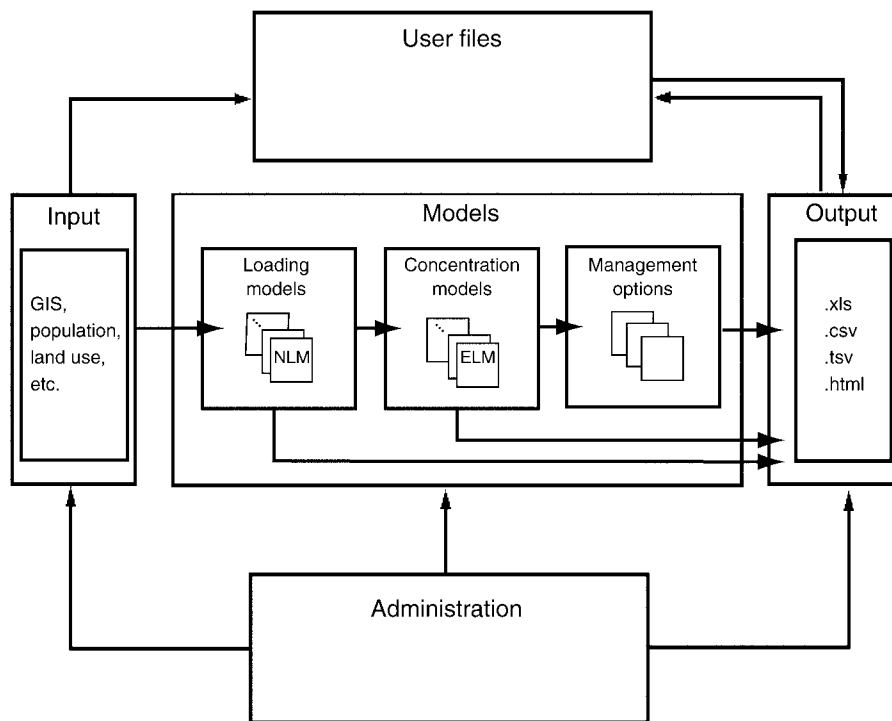 User files
Input
GIS,
population,
land use,
etc.
Models
Loading
models
NLM
Concentration
models
ELM
Management
options
Output
.xls
.csv
.tsv
.html
Administration